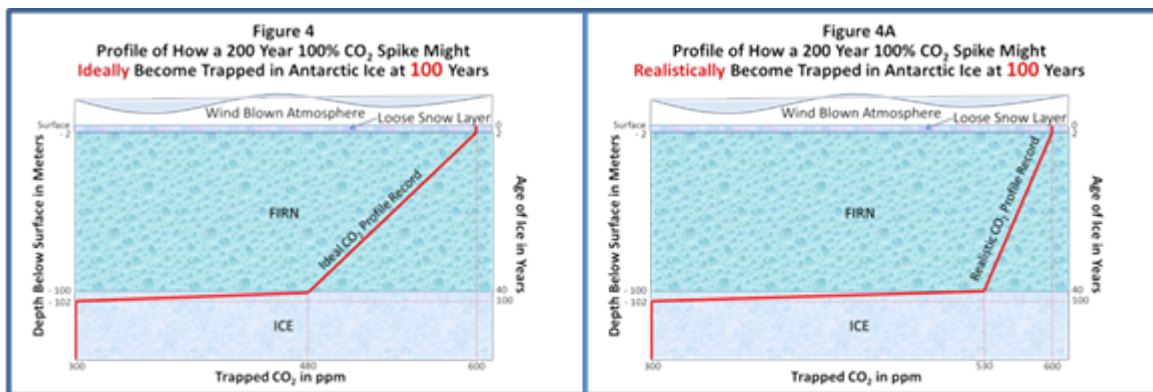 Figure 4
Profile of How a 200 Year 100% CO₂ Spike Might
Ideally Become Trapped in Antarctic Ice at 100 Years
Wind Blown Atmosphere
Loose Snow Layer
Surface
0
- 2
2
FIRN
Ideal CO₂ Profile Record
Depth Below Surface in Meters
Age of Ice in Years
- 100
40
- 102
100
ICE
300
480
600
Trapped CO₂ in ppm
Figure 4A
Profile of How a 200 Year 100% CO₂ Spike Might
Realistically Become Trapped in Antarctic Ice at 100 Years
Wind Blown Atmosphere
Loose Snow Layer
Surface
0
- 2
2
FIRN
Realistic CO₂ Profile Record
Depth Below Surface in Meters
Age of Ice in Years
- 100
40
- 102
100
ICE
300
530
600
Trapped CO₂ in ppm